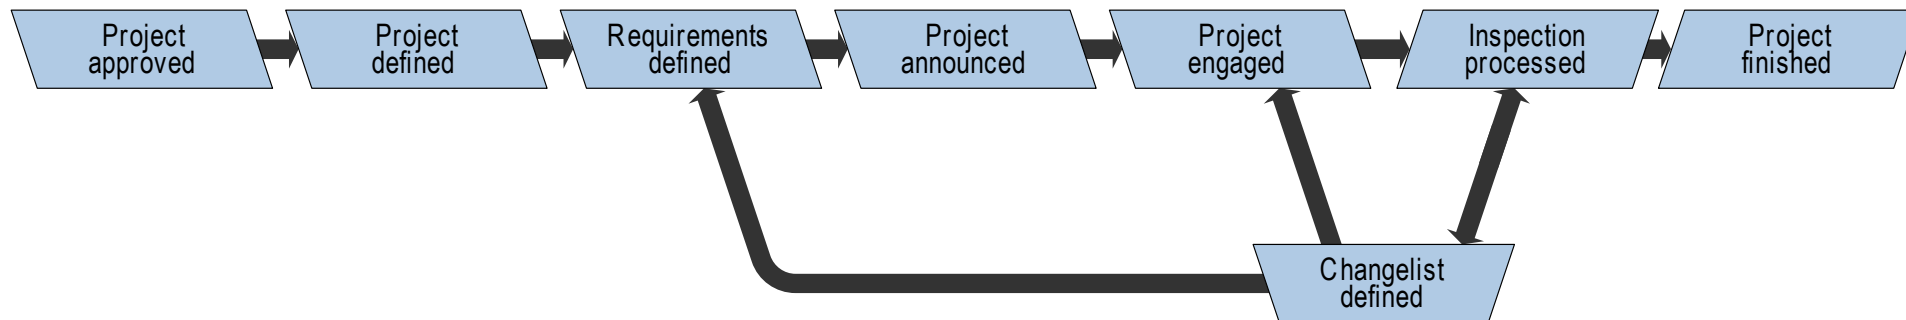 Project
approved
Project
defined
Requirements
defined
Project
announced
Project
engaged
Inspection
processed
Project
finished
Changelist
defined